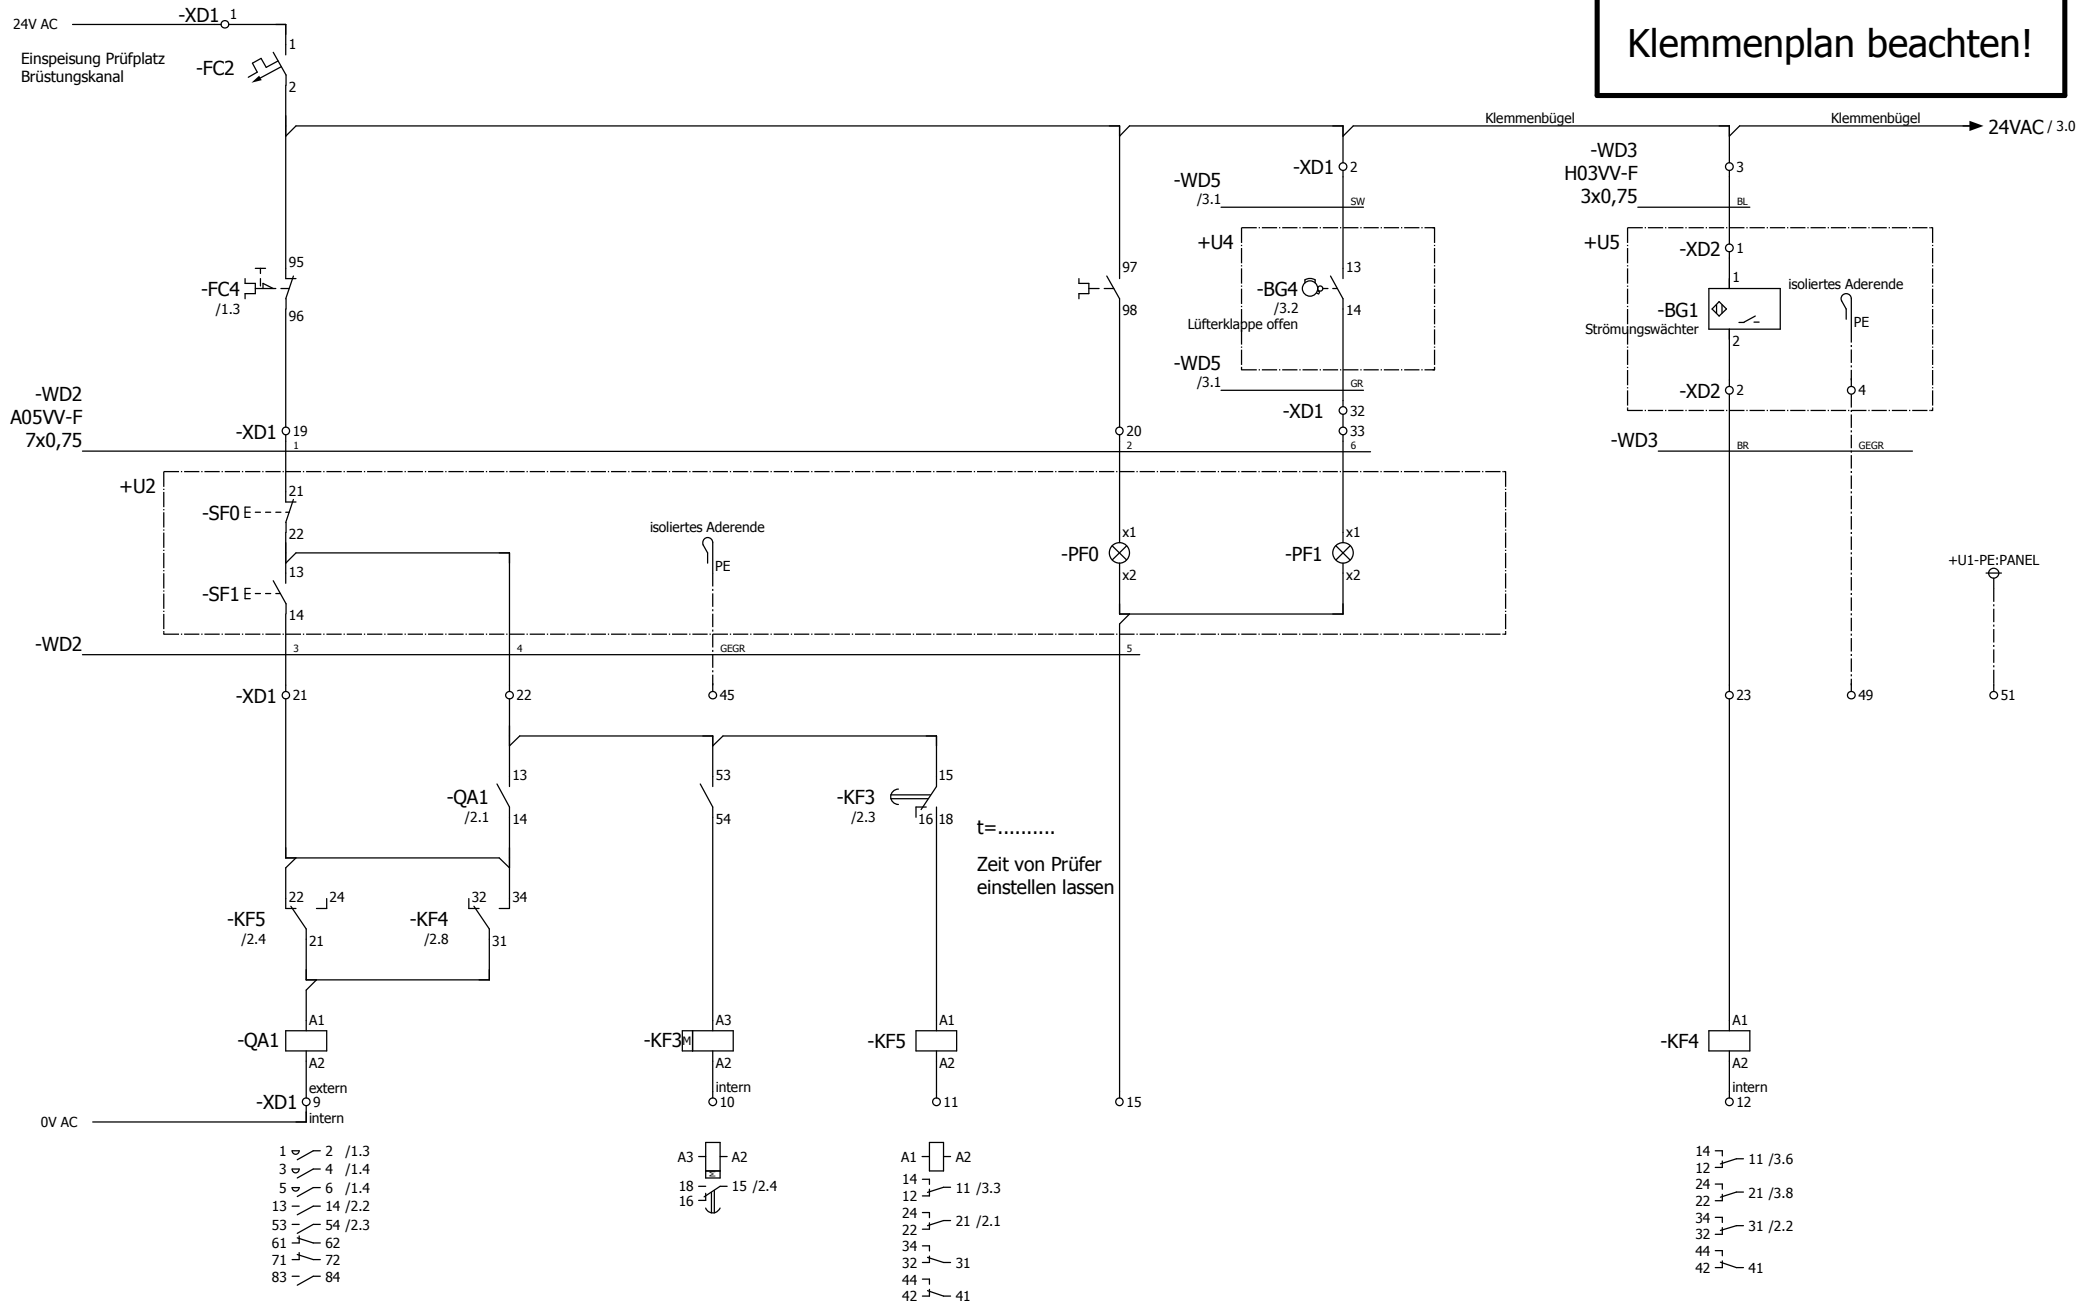 Klemmenplan beachten!
24V AC
-XD1 1
Einspeisung Prüfplatz
Brüstungskanal
-FC2
1
2
Klemmenbügel
Klemmenbügel
24VAC / 3.0
-WD3
H03VV-F
3x0,75
3
BL
-XD1 2
-WD5
/3.1
SW
+U4
13
-BG4
/3.2
14
Lüfterklappe offen
-WD5
/3.1
GR
-XD1 32
33
+U5
-XD2 1
1
isoliertes Aderende
-BG1
PE
Strömungswächter
2
-XD2 2
4
-WD3
BR
GEGR
95
-FC4
/1.3
96
97
98
-WD2
A05VV-F
7x0,75
-XD1 19
20
1
2
6
+U2
21
-SF0
22
isoliertes Aderende
PE
x1
-PF0
x2
x1
-PF1
x2
13
-SF1
14
+U1-PE:PANEL
-WD2
3
4
GEGR
5
-XD1 21
22
45
23
49
51
13
-QA1
/2.1
14
53
54
15
-KF3
/2.3
16 18
t=..........
Zeit von Prüfer
einstellen lassen
22 24
-KF5
/2.4
21
32 34
-KF4
/2.8
31
A1
-QA1
A2
A3
-KF3 M
A2
A1
-KF5
A2
A1
-KF4
A2
extern
-XD1 9
intern
0V AC
intern
10
11
15
intern
12
1 2 /1.3
3 4 /1.4
5 6 /1.4
13 14 /2.2
53 54 /2.3
61 62
71 72
83 84
A3 A2
18 15 /2.4
16
A1 A2
14
12 11 /3.3
24
22 21 /2.1
34
32 31
44
42 41
14
12 11 /3.6
24
22 21 /3.8
34
32 31 /2.2
44
42 41